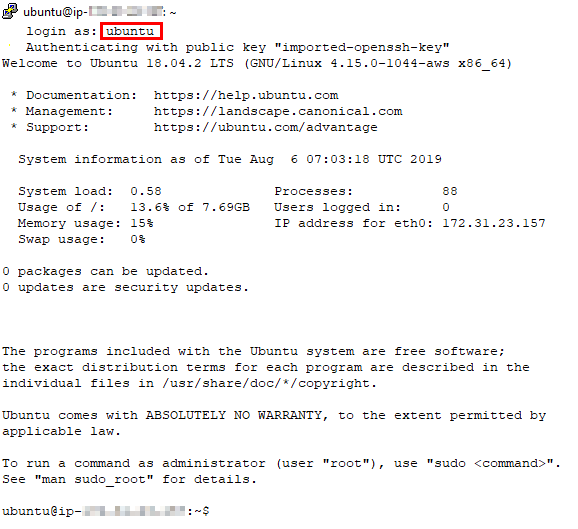 ubuntu@ip-: ~
login as: ubuntu
Authenticating with public key "imported-openssh-key"
Welcome to Ubuntu 18.04.2 LTS (GNU/Linux 4.15.0-1044-aws x86_64)
* Documentation:  https://help.ubuntu.com
* Management:     https://landscape.canonical.com
* Support:        https://ubuntu.com/advantage
System information as of Tue Aug  6 07:03:18 UTC 2019
System load:  0.58              Processes:           88
Usage of /:   13.6% of 7.69GB   Users logged in:     0
Memory usage: 15%               IP address for eth0: 172.31.23.157
Swap usage:   0%
0 packages can be updated.
0 updates are security updates.
The programs included with the Ubuntu system are free software;
the exact distribution terms for each program are described in the
individual files in /usr/share/doc/*/copyright.
Ubuntu comes with ABSOLUTELY NO WARRANTY, to the extent permitted by
applicable law.
To run a command as administrator (user "root"), use "sudo <command>".
See "man sudo_root" for details.
ubuntu@ip-:~$